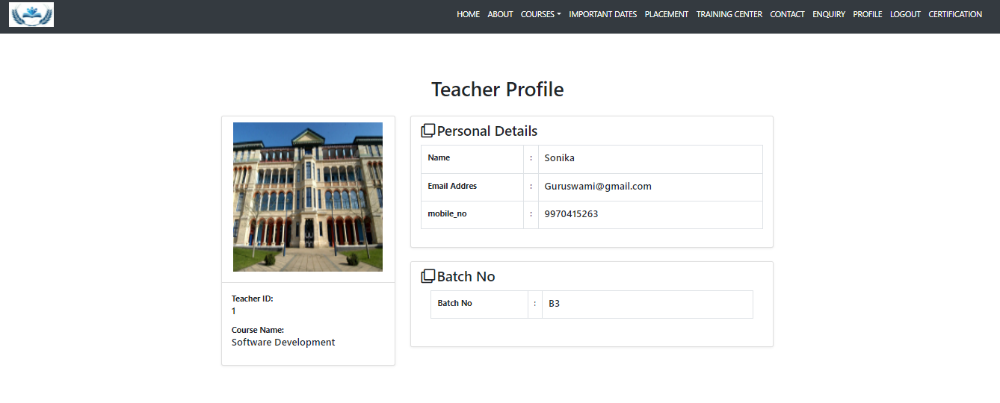 HOME ABOUT COURSES IMPORTANT DATES PLACEMENT TRAINING CENTER CONTACT ENQUIRY PROFILE LOGOUT CERTIFICATION
Teacher Profile
Teacher ID:
1
Course Name:
Software Development
Personal Details
Name : Sonika
Email Addres : Guruswami@gmail.com
mobile_no : 9970415263
Batch No
Batch No : B3